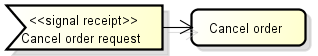 <<signal receipt>>
Cancel order request
Cancel order